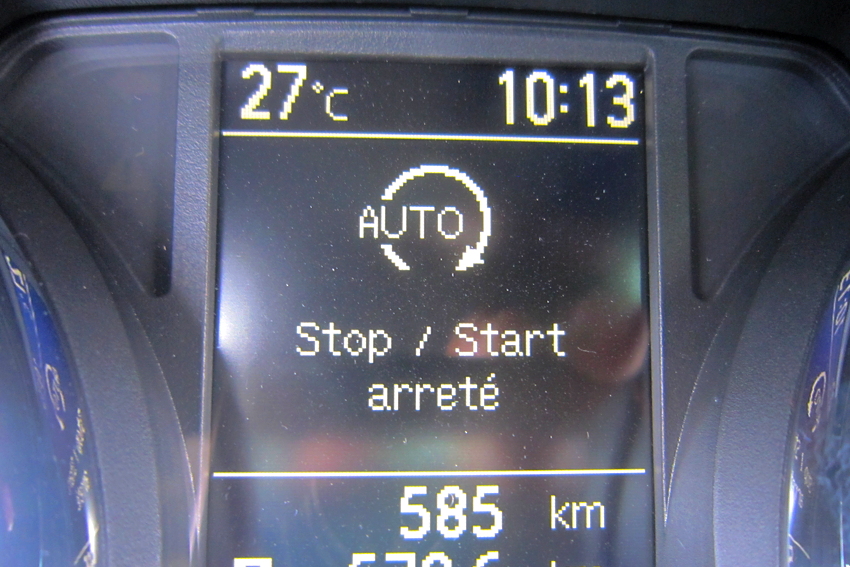 27°C 10:13
AUTO
Stop / Start
arreté
585 km